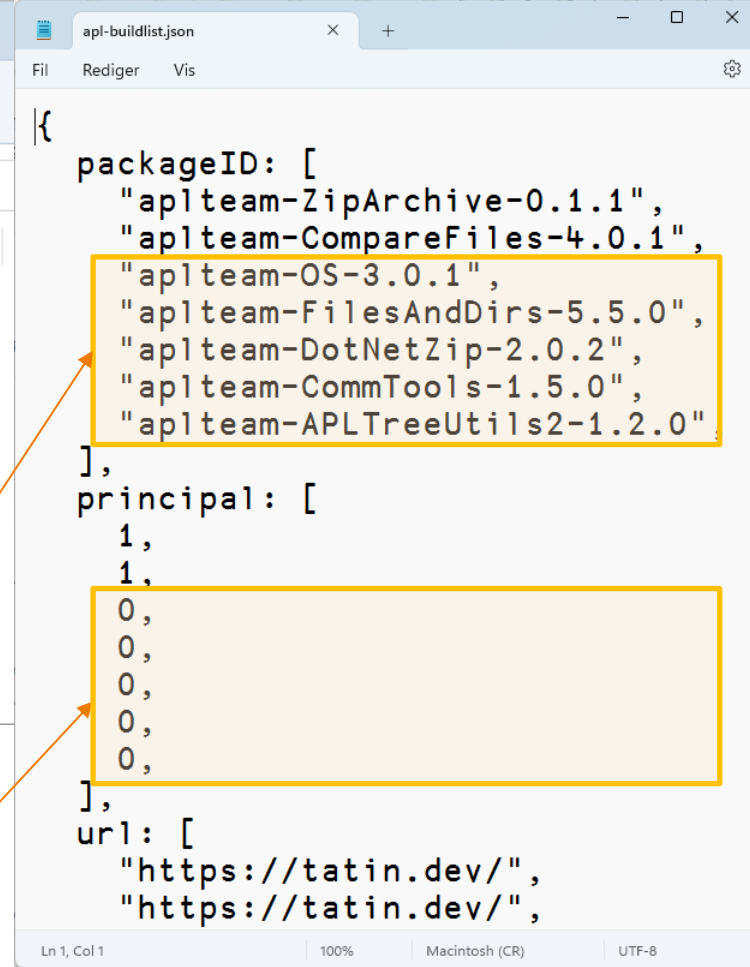 apl-buildlist.json
Fil Rediger Vis
{
packageID: [
"aplteam-ZipArchive-0.1.1",
"aplteam-CompareFiles-4.0.1",
"aplteam-OS-3.0.1",
"aplteam-FilesAndDirs-5.5.0",
"aplteam-DotNetZip-2.0.2",
"aplteam-CommTools-1.5.0",
"aplteam-APLTreeUtils2-1.2.0",
],
principal: [
1,
1,
0,
0,
0,
0,
0,
],
url: [
"https://tatin.dev/",
"https://tatin.dev/",
Ln 1, Col 1 100% Macintosh (CR) UTF-8